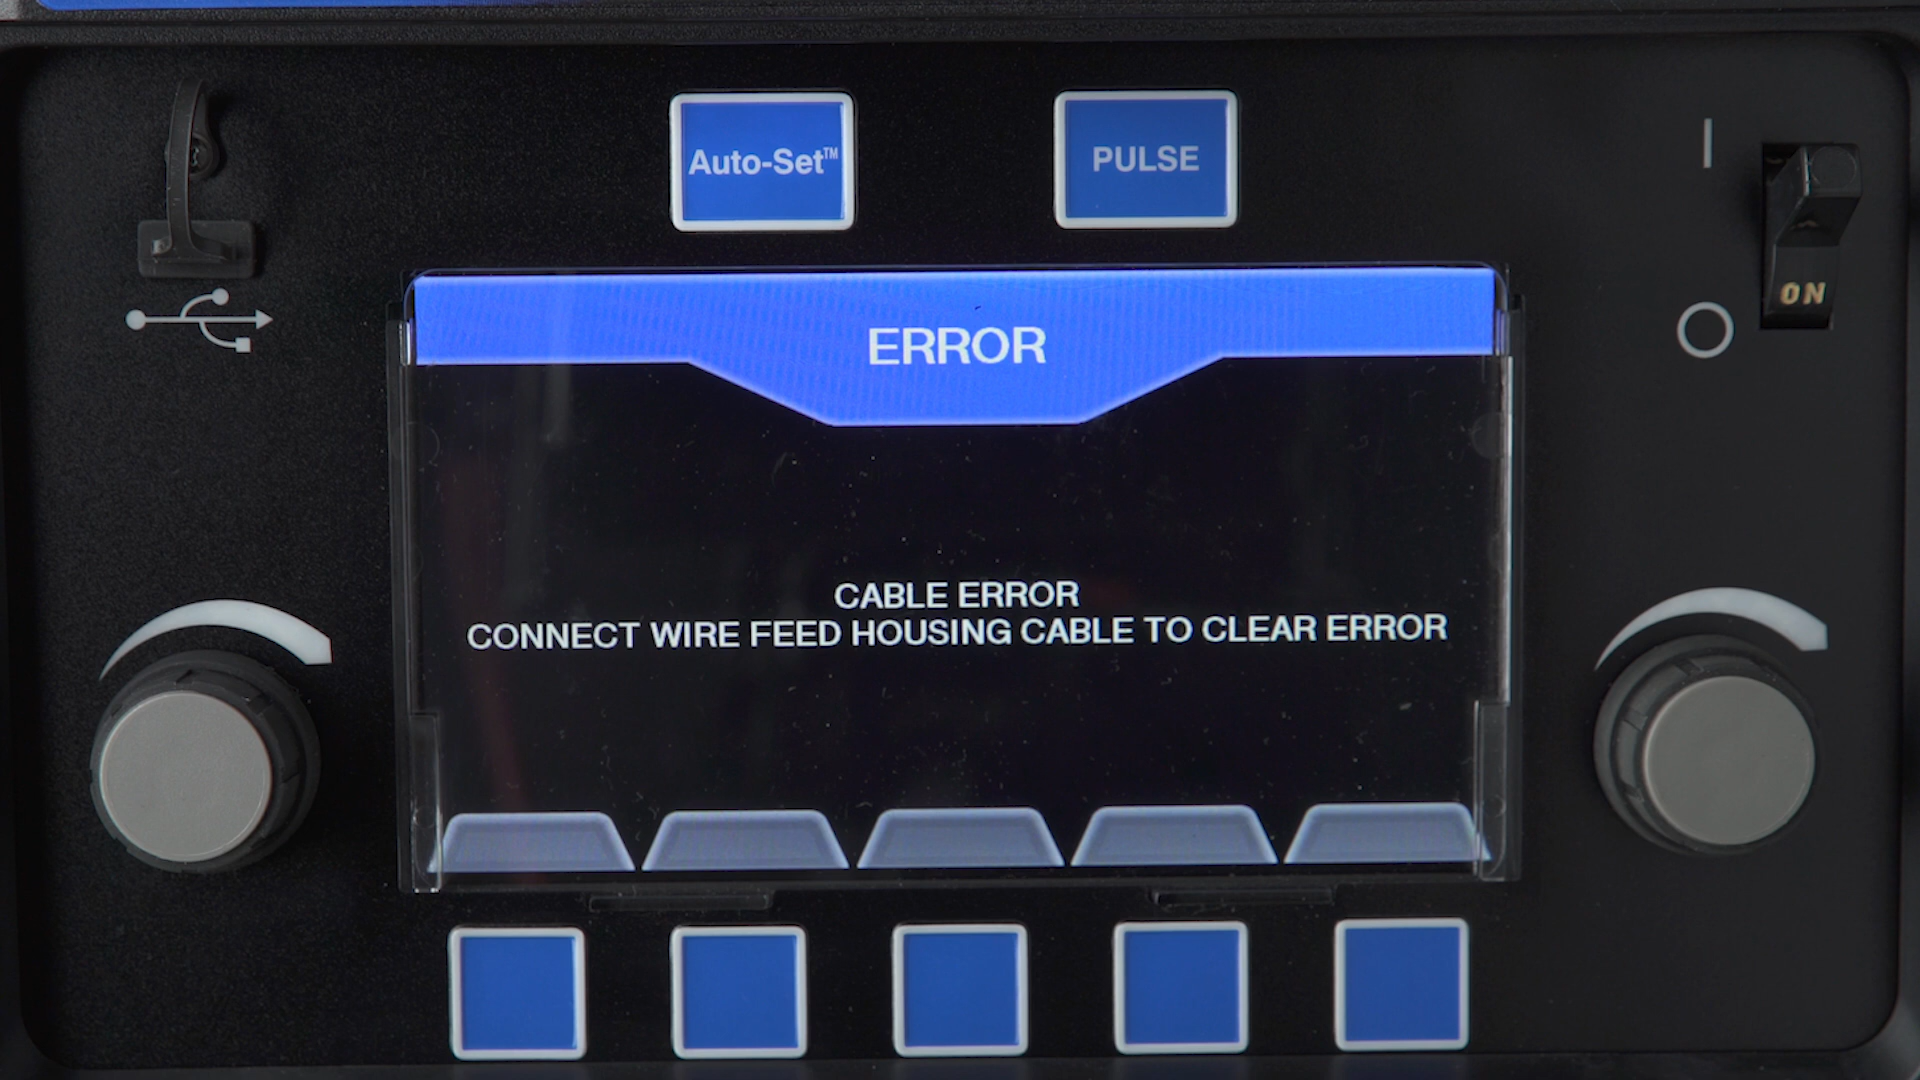 Auto-Set™
PULSE
ON
ERROR
CABLE ERROR
CONNECT WIRE FEED HOUSING CABLE TO CLEAR ERROR